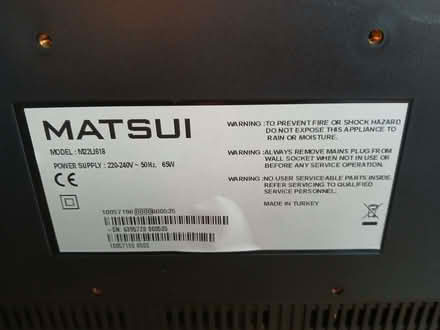 MATSUI
MODEL: M22LI618
POWER SUPPLY : 220-240V ~ 50Hz, 65W
CE
WARNING: TO PREVENT FIRE OR SHOCK HAZARD,
DO NOT EXPOSE THIS APPLIANCE TO
RAIN OR MOISTURE.
WARNING: ALWAYS REMOVE MAINS PLUG FROM
WALL SOCKET WHEN NOT IN USE OR
BEFORE ANY SERVICE OPERATION.
WARNING: NO USER SERVICEABLE PARTS INSIDE.
REFER SERVICING TO QUALIFIED
SERVICE PERSONNEL.
MADE IN TURKEY